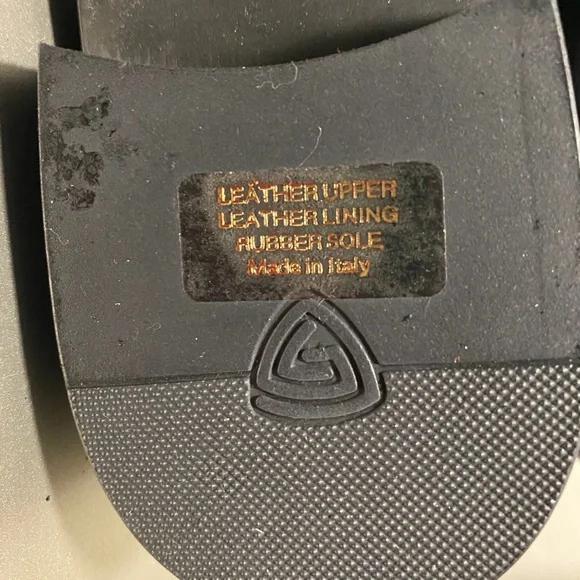 LEATHER UPPER
LEATHER LINING
RUBBER SOLE
Made in Italy